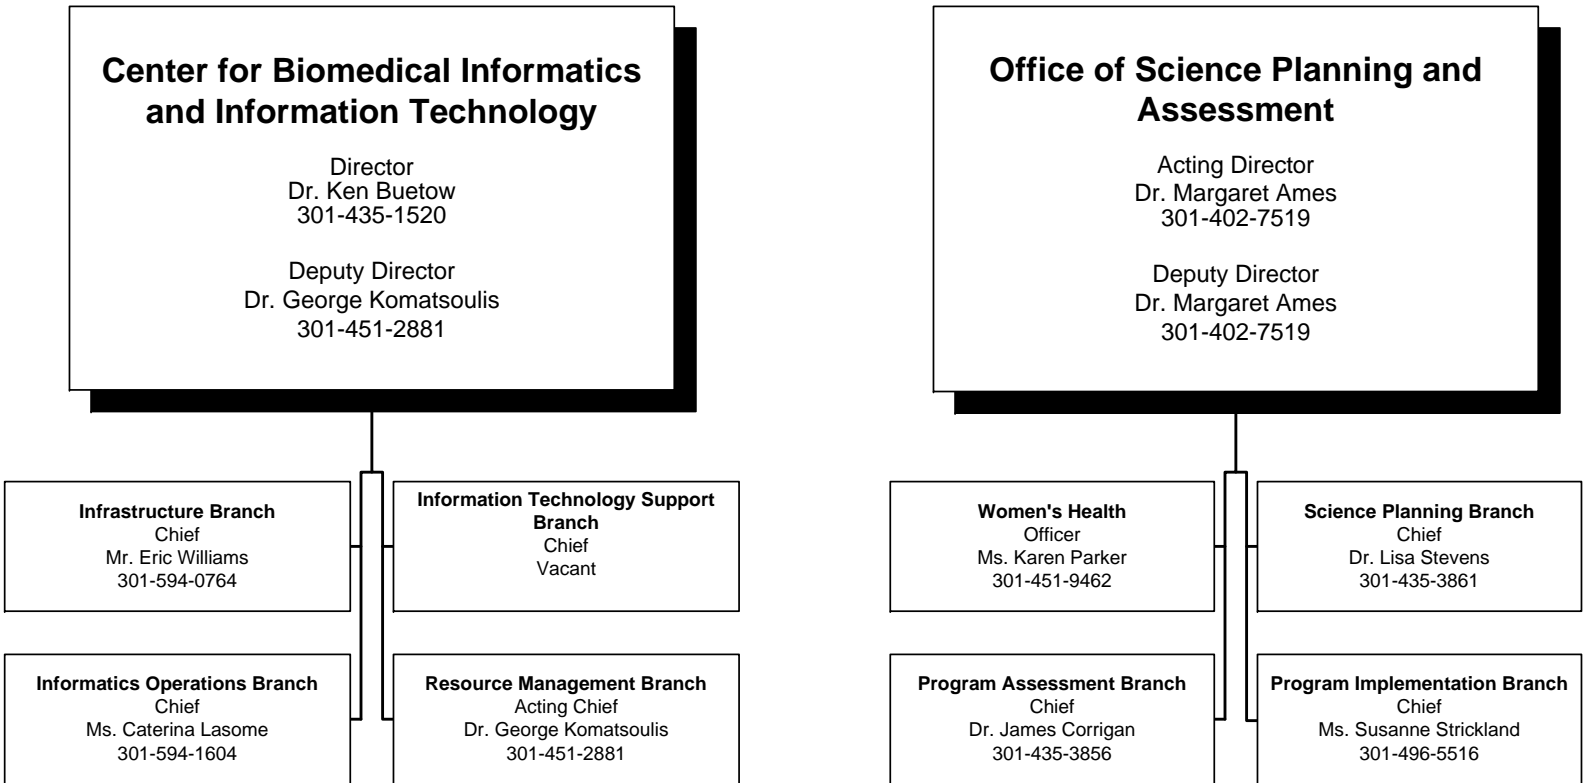 Center for Biomedical Informatics
and Information Technology
Director
Dr. Ken Buetow
301-435-1520
Deputy Director
Dr. George Komatsoulis
301-451-2881
Infrastructure Branch
Chief
Mr. Eric Williams
301-594-0764
Information Technology Support
Branch
Chief
Vacant
Informatics Operations Branch
Chief
Ms. Caterina Lasome
301-594-1604
Resource Management Branch
Acting Chief
Dr. George Komatsoulis
301-451-2881
Office of Science Planning and
Assessment
Acting Director
Dr. Margaret Ames
301-402-7519
Deputy Director
Dr. Margaret Ames
301-402-7519
Women's Health
Officer
Ms. Karen Parker
301-451-9462
Science Planning Branch
Chief
Dr. Lisa Stevens
301-435-3861
Program Assessment Branch
Chief
Dr. James Corrigan
301-435-3856
Program Implementation Branch
Chief
Ms. Susanne Strickland
301-496-5516